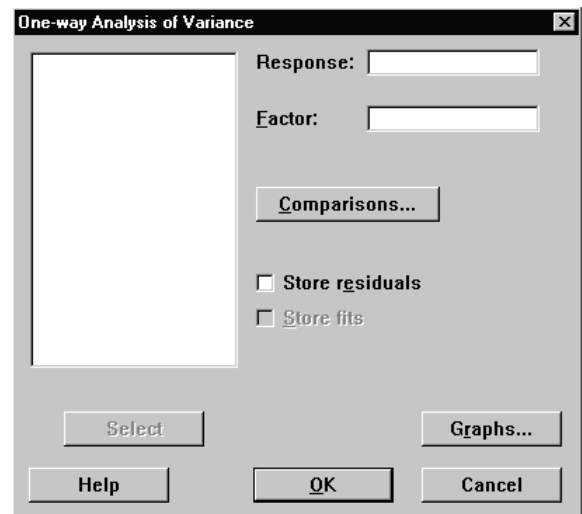 One-way Analysis of Variance
Response:
Factor:
Comparisons...
Store residuals
Store fits
Select
Graphs...
Help
OK
Cancel